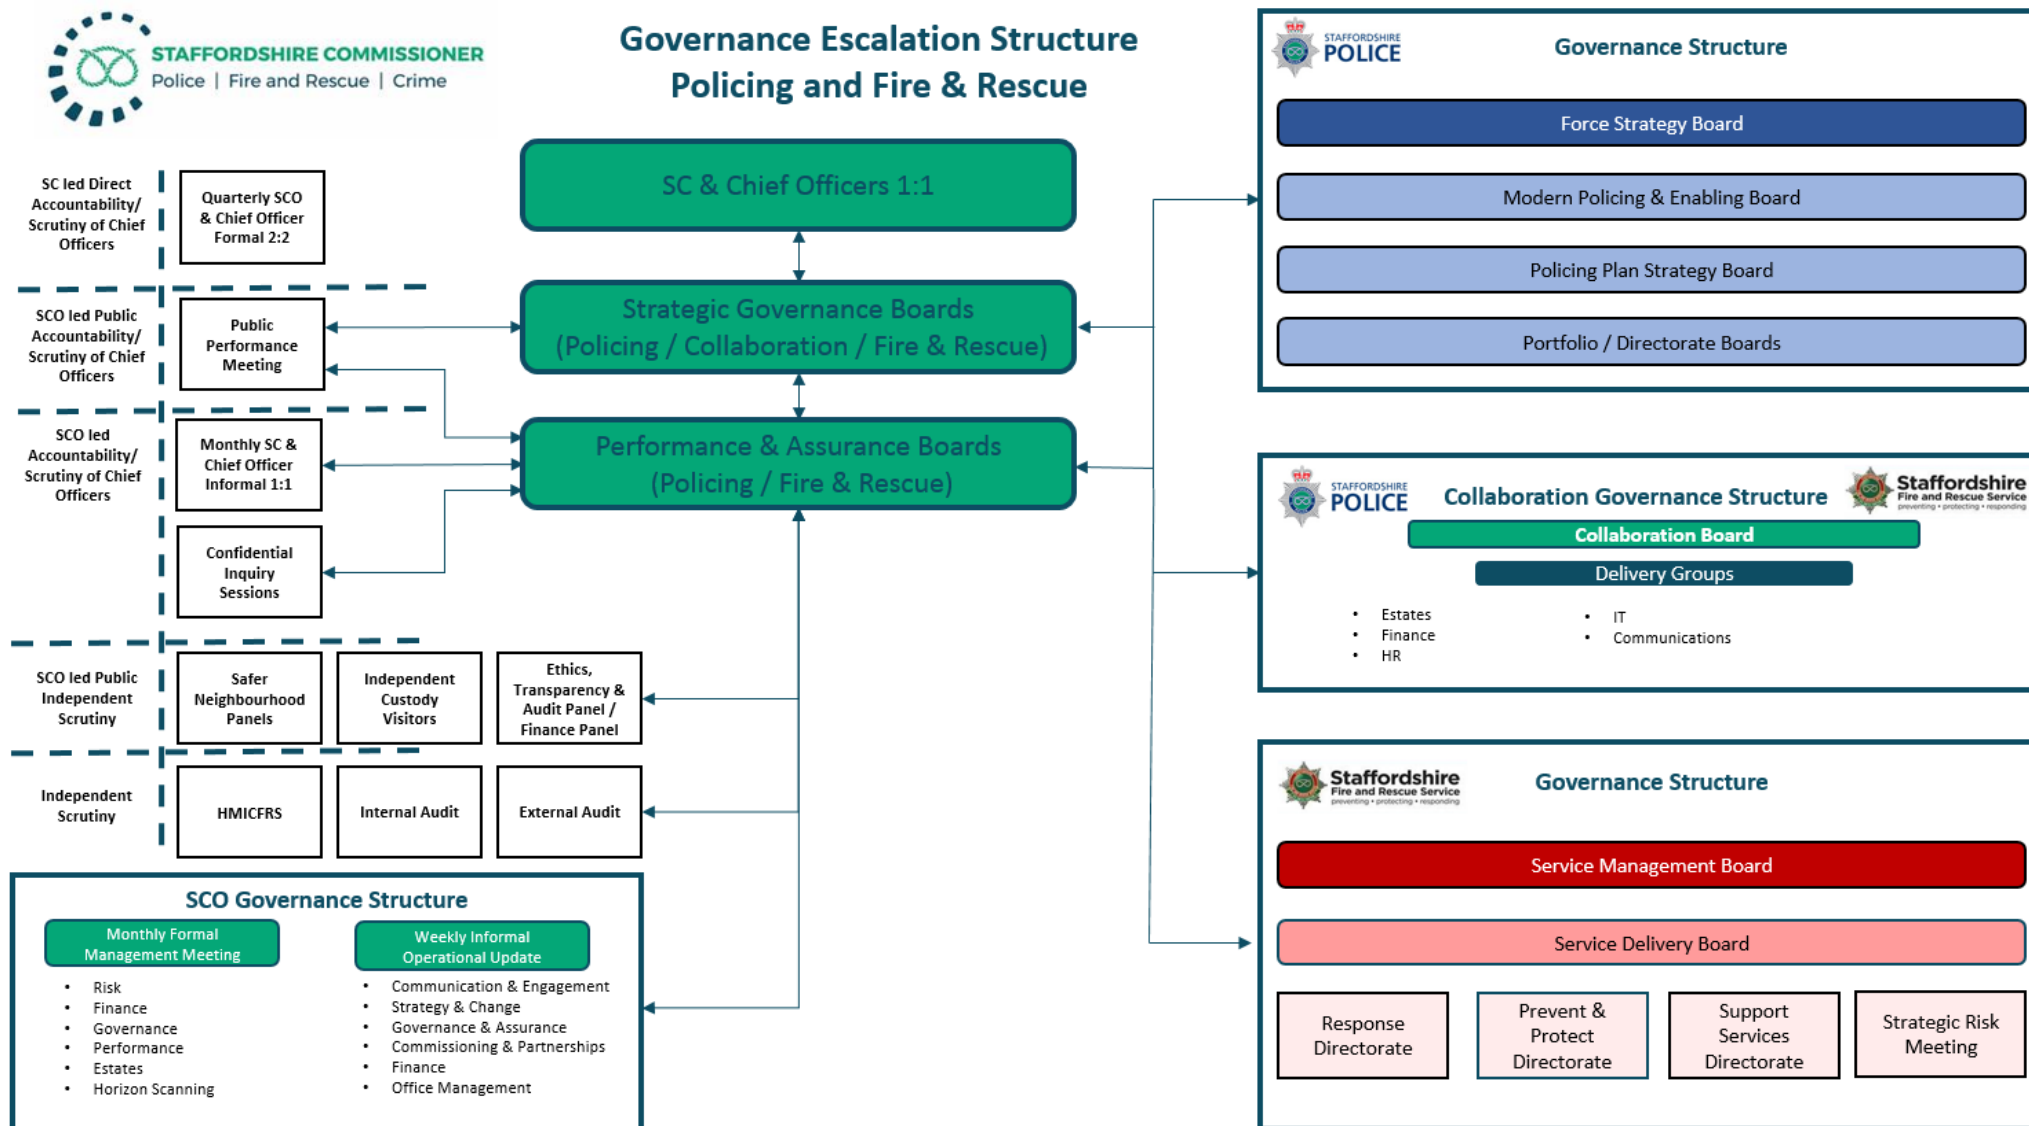 STAFFORDSHIRE COMMISSIONER
Police | Fire and Rescue | Crime
Governance Escalation Structure
Policing and Fire & Rescue
SC led Direct
Accountability/
Scrutiny of Chief
Officers
Quarterly SCO
& Chief Officer
Formal 2:2
SC & Chief Officers 1:1
SCO led Public
Accountability/
Scrutiny of Chief
Officers
Public
Performance
Meeting
Strategic Governance Boards
(Policing / Collaboration / Fire & Rescue)
SCO led
Accountability/
Scrutiny of Chief
Officers
Monthly SC &
Chief Officer
Informal 1:1
Performance & Assurance Boards
(Policing / Fire & Rescue)
Confidential
Inquiry
Sessions
SCO led Public
Independent
Scrutiny
Safer
Neighbourhood
Panels
Independent
Custody
Visitors
Ethics,
Transparency &
Audit Panel /
Finance Panel
Independent
Scrutiny
HMICFRS
Internal Audit
External Audit
SCO Governance Structure
Monthly Formal
Management Meeting
• Risk
• Finance
• Governance
• Performance
• Estates
• Horizon Scanning
Weekly Informal
Operational Update
• Communication & Engagement
• Strategy & Change
• Governance & Assurance
• Commissioning & Partnerships
• Finance
• Office Management
STAFFORDSHIRE
POLICE
Governance Structure
Force Strategy Board
Modern Policing & Enabling Board
Policing Plan Strategy Board
Portfolio / Directorate Boards
STAFFORDSHIRE
POLICE
Collaboration Governance Structure
Staffordshire
Fire and Rescue Service
preventing • protecting • responding
Collaboration Board
Delivery Groups
• Estates
• Finance
• HR
• IT
• Communications
Staffordshire
Fire and Rescue Service
preventing • protecting • responding
Governance Structure
Service Management Board
Service Delivery Board
Response
Directorate
Prevent &
Protect
Directorate
Support
Services
Directorate
Strategic Risk
Meeting